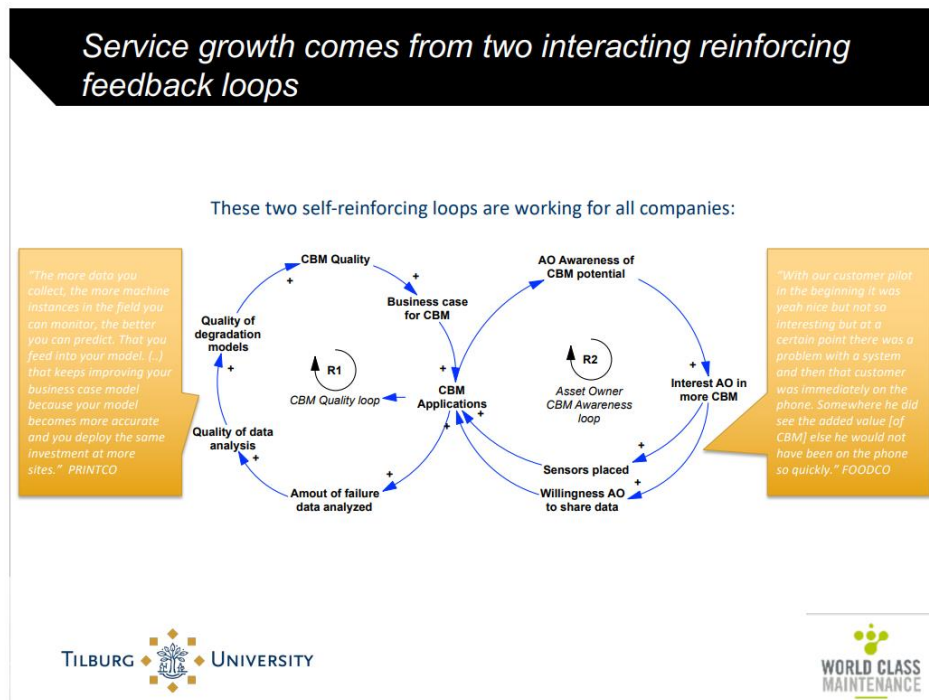 Service growth comes from two interacting reinforcing
feedback loops
These two self-reinforcing loops are working for all companies:
"The more data you
collect, the more machine
instances in the field you
can monitor, the better
you can predict. That you
feed into your model. (..)
that keeps improving your
business case model
because your model
becomes more accurate
and you deploy the same
investment at more
sites." PRINTCO
CBM Quality
+
+
Business case
for CBM
Quality of
degradation
models
+
R1
CBM Quality loop
+
CBM
Applications
Quality of data
analysis
+
+
Amout of failure
data analyzed
AO Awareness of
CBM potential
+
R2
Asset Owner
CBM Awareness
loop
+
Interest AO in
more CBM
+
+
+
Sensors placed
+
Willingness AO
to share data
"With our customer pilot
in the beginning it was
yeah nice but not so
interesting but at a
certain point there was a
problem with a system
and then that customer
was immediately on the
phone. Somewhere he did
see the added value [of
CBM] else he would not
have been on the phone
so quickly." FOODCO
TILBURG UNIVERSITY
WORLD CLASS
MAINTENANCE